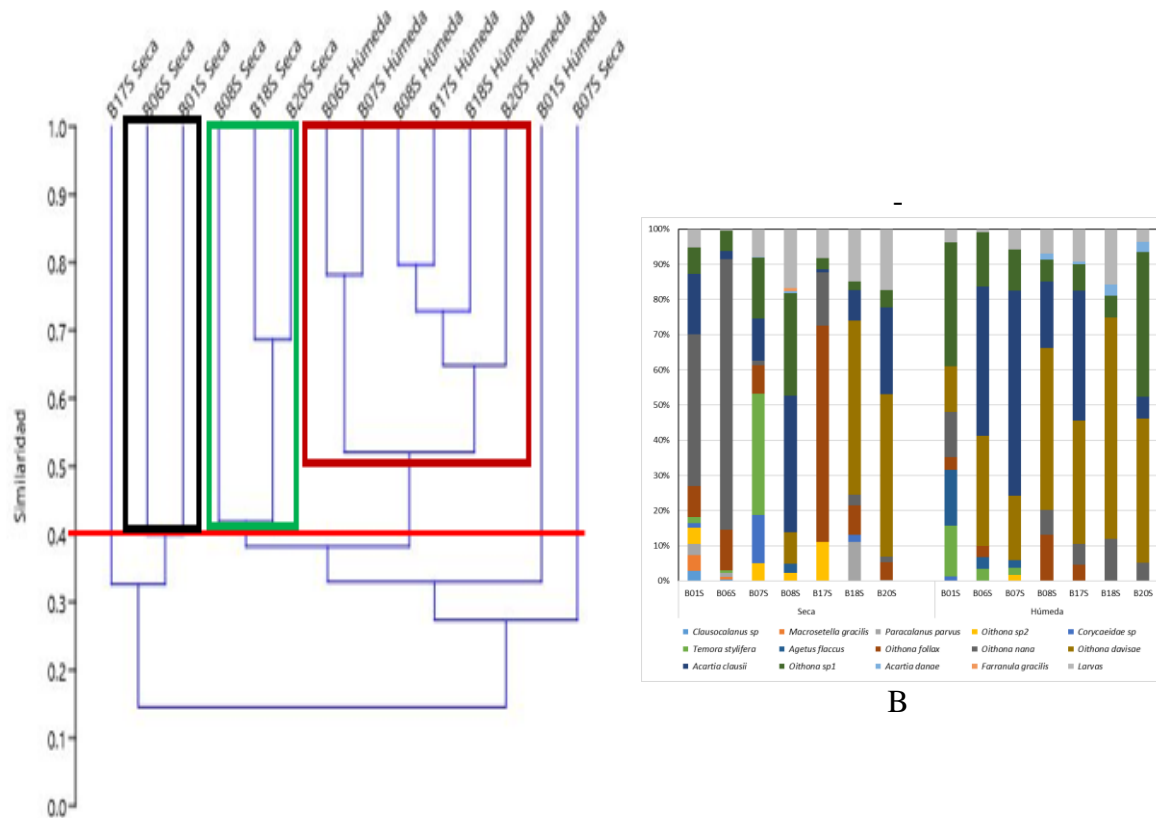 B17S Seca
B06S Seca
B01S Seca
B08S Seca
B18S Seca
B20S Seca
B06S Húmeda
B07S Húmeda
B08S Húmeda
B17S Húmeda
B18S Húmeda
B20S Húmeda
B01S Húmeda
B07S Seca
1.0
0.9
0.8
0.7
0.6
0.5
0.4
0.3
0.2
0.1
0.0
Similaridad
-
100%
90%
80%
70%
60%
50%
40%
30%
20%
10%
0%
B01S B06S B07S B08S B17S B18S B20S B01S B06S B07S B08S B17S B18S B20S
Seca Húmeda
Clausocalanus sp Macrosetella gracilis Paracalanus parvus Oithona sp2 Corycaeidae sp
Temora stylifera Agetus flaccus Oithona fallax Oithona nana Oithona davisae
Acartia clausii Oithona sp1 Acartia danae Farranula gracilis Larvas
B